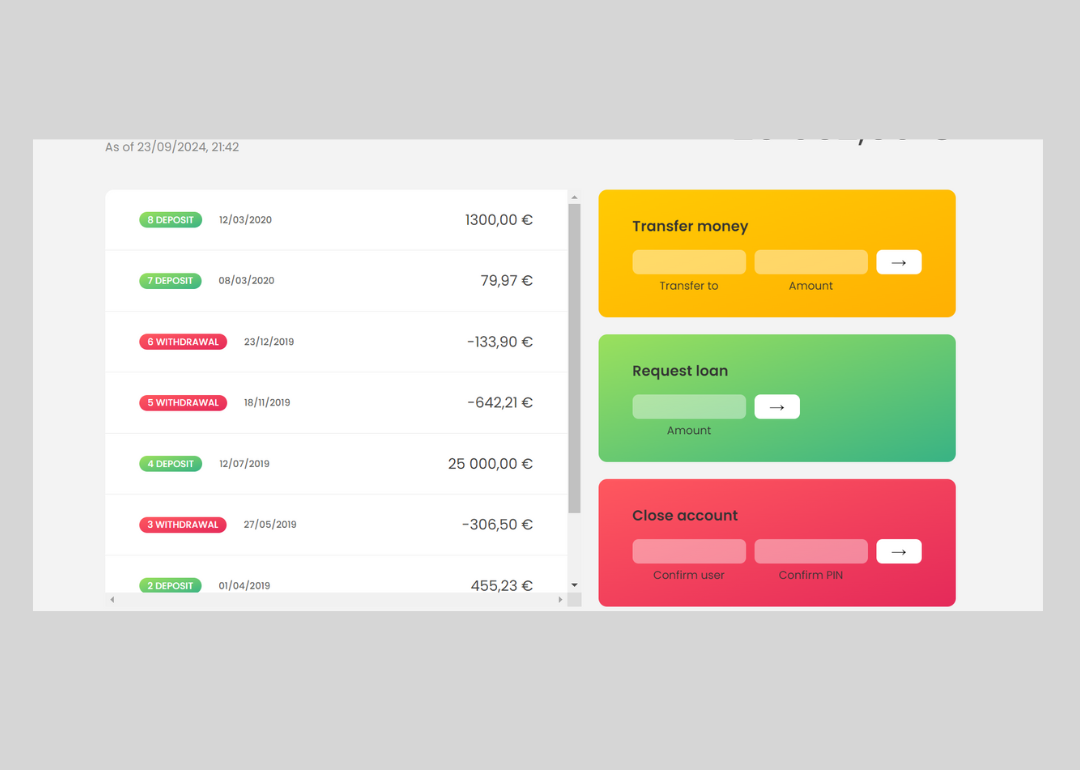 As of 23/09/2024, 21:42
8 DEPOSIT 12/03/2020 1300,00 €
7 DEPOSIT 08/03/2020 79,97 €
6 WITHDRAWAL 23/12/2019 -133,90 €
5 WITHDRAWAL 18/11/2019 -642,21 €
4 DEPOSIT 12/07/2019 25 000,00 €
3 WITHDRAWAL 27/05/2019 -306,50 €
2 DEPOSIT 01/04/2019 455,23 €
Transfer money
→
Transfer to Amount
Request loan
→
Amount
Close account
→
Confirm user Confirm PIN